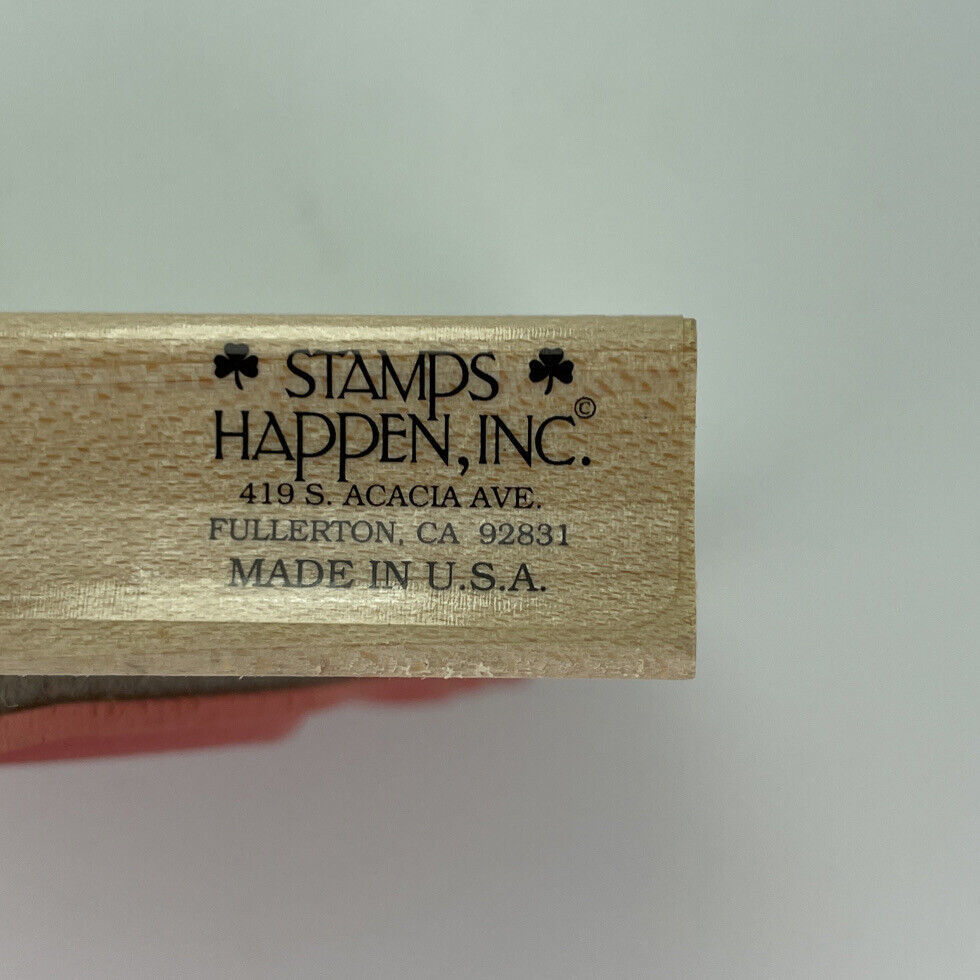 STAMPS
HAPPEN, INC.©
419 S. ACACIA AVE.
FULLERTON, CA 92831
MADE IN U.S.A.